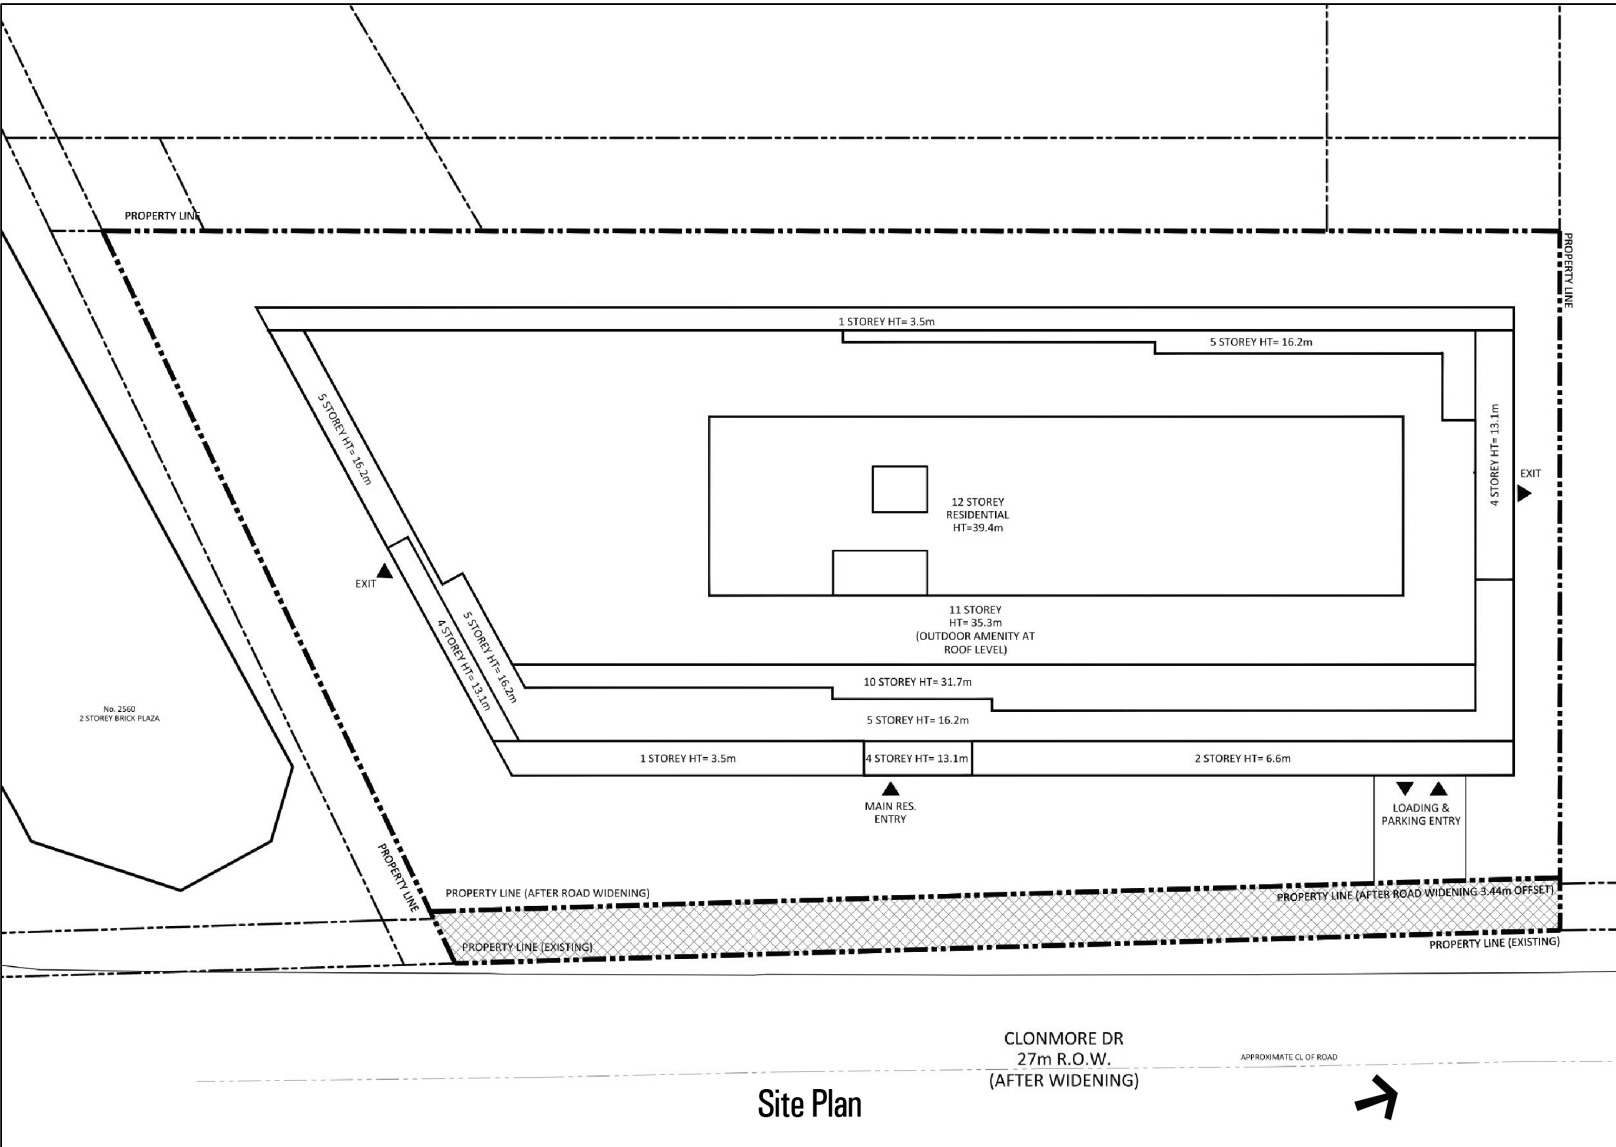 PROPERTY LINE
PROPERTY LINE
1 STOREY HT= 3.5m
5 STOREY HT= 16.2m
5 STOREY HT= 16.2m
4 STOREY HT= 13.1m
EXIT
12 STOREY
RESIDENTIAL
HT=39.4m
EXIT
11 STOREY
HT= 35.3m
(OUTDOOR AMENITY AT
ROOF LEVEL)
5 STOREY HT= 16.2m
4 STOREY HT= 13.1m
10 STOREY HT= 31.7m
No. 2560
2 STOREY BRICK PLAZA
5 STOREY HT= 16.2m
1 STOREY HT= 3.5m
4 STOREY HT= 13.1m
2 STOREY HT= 6.6m
MAIN RES.
ENTRY
LOADING &
PARKING ENTRY
PROPERTY LINE
PROPERTY LINE (AFTER ROAD WIDENING)
PROPERTY LINE (AFTER ROAD WIDENING 3.44m OFFSET)
PROPERTY LINE (EXISTING)
PROPERTY LINE (EXISTING)
CLONMORE DR
27m R.O.W.
(AFTER WIDENING)
APPROXIMATE CL OF ROAD
Site Plan